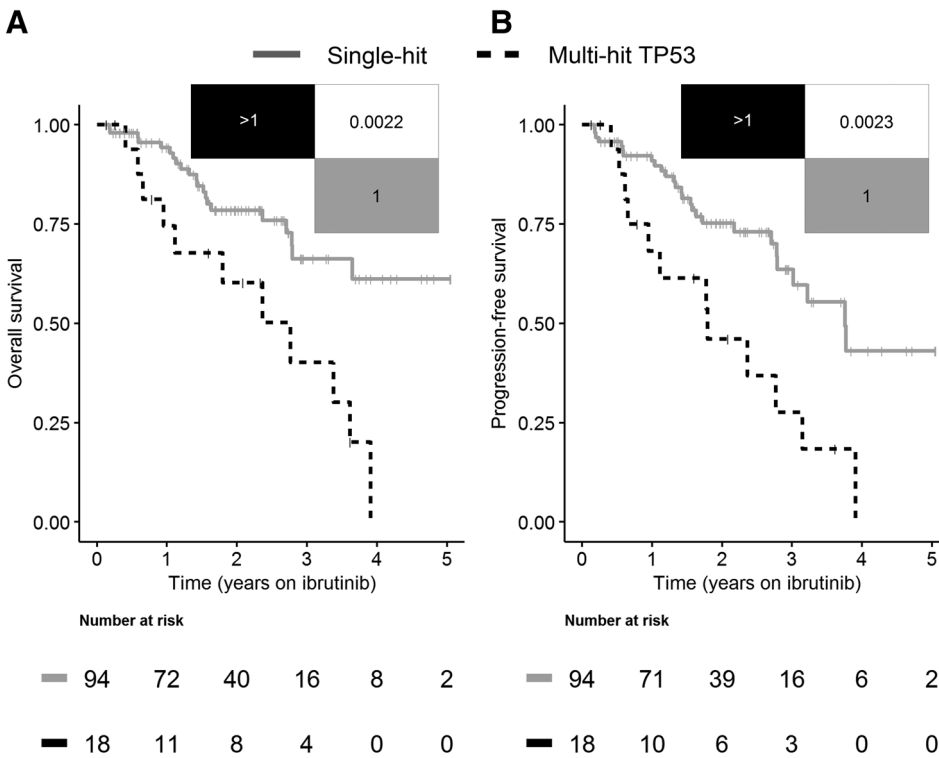 A B
Single-hit Multi-hit TP53
>1 0.0022
1
>1 0.0023
1
Overall survival
1.00
0.75
0.50
0.25
0.00
0 1 2 3 4 5
Time (years on ibrutinib)
Progression-free survival
1.00
0.75
0.50
0.25
0.00
0 1 2 3 4 5
Time (years on ibrutinib)
Number at risk
94 72 40 16 8 2
18 11 8 4 0 0
Number at risk
94 71 39 16 6 2
18 10 6 3 0 0